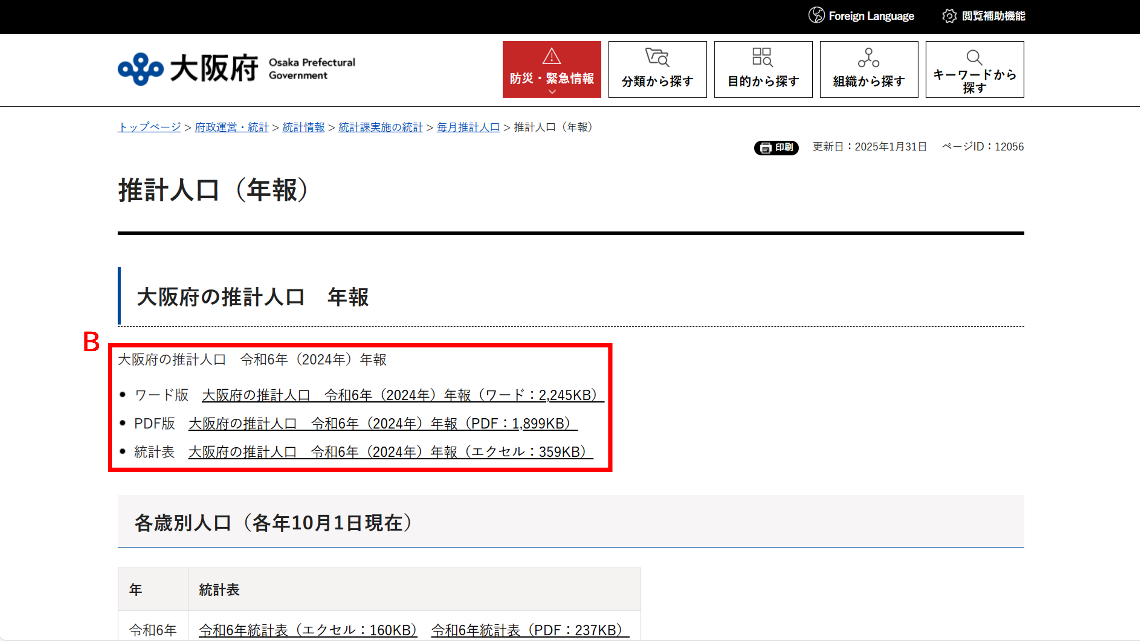 Foreign Language 閲覧補助機能
大阪府 Osaka Prefectural Government
防災・緊急情報
分類から探す
目的から探す
組織から探す
キーワードから探す
トップページ > 府政運営・統計 > 統計情報 > 統計課実施の統計 > 毎月推計人口 > 推計人口（年報）
印刷 更新日：2025年1月31日 ページID：12056
推計人口（年報）
大阪府の推計人口　年報
B
大阪府の推計人口　令和6年（2024年）年報
• ワード版　大阪府の推計人口　令和6年（2024年）年報（ワード：2,245KB）
• PDF版　大阪府の推計人口　令和6年（2024年）年報（PDF：1,899KB）
• 統計表　大阪府の推計人口　令和6年（2024年）年報（エクセル：359KB）
各歳別人口（各年10月1日現在）
年 統計表
令和6年 令和6年統計表（エクセル：160KB） 令和6年統計表（PDF：237KB）